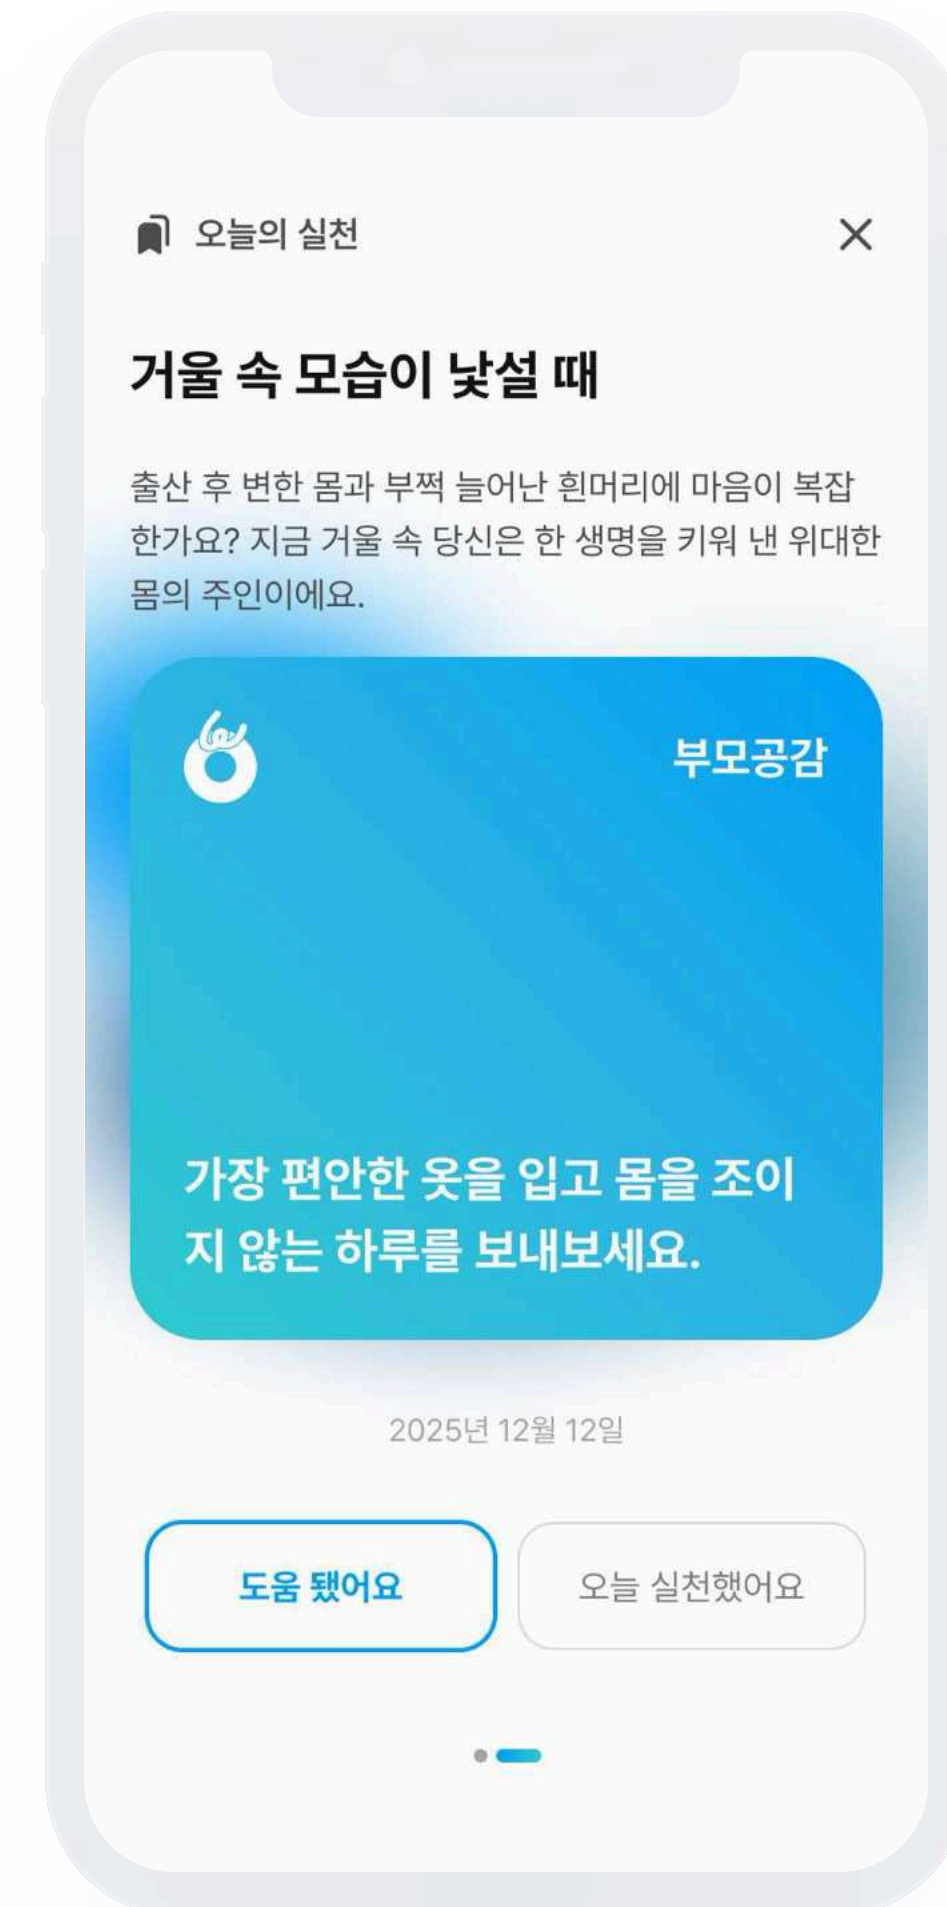 오늘의 실천
거울 속 모습이 낯설 때
출산 후 변한 몸과 부쩍 늘어난 흰머리에 마음이 복잡
한가요? 지금 거울 속 당신은 한 생명을 키워 낸 위대한
몸의 주인이에요.
부모공감
가장 편안한 옷을 입고 몸을 조이
지 않는 하루를 보내보세요.
2025년 12월 12일
도움 됐어요
오늘 실천했어요